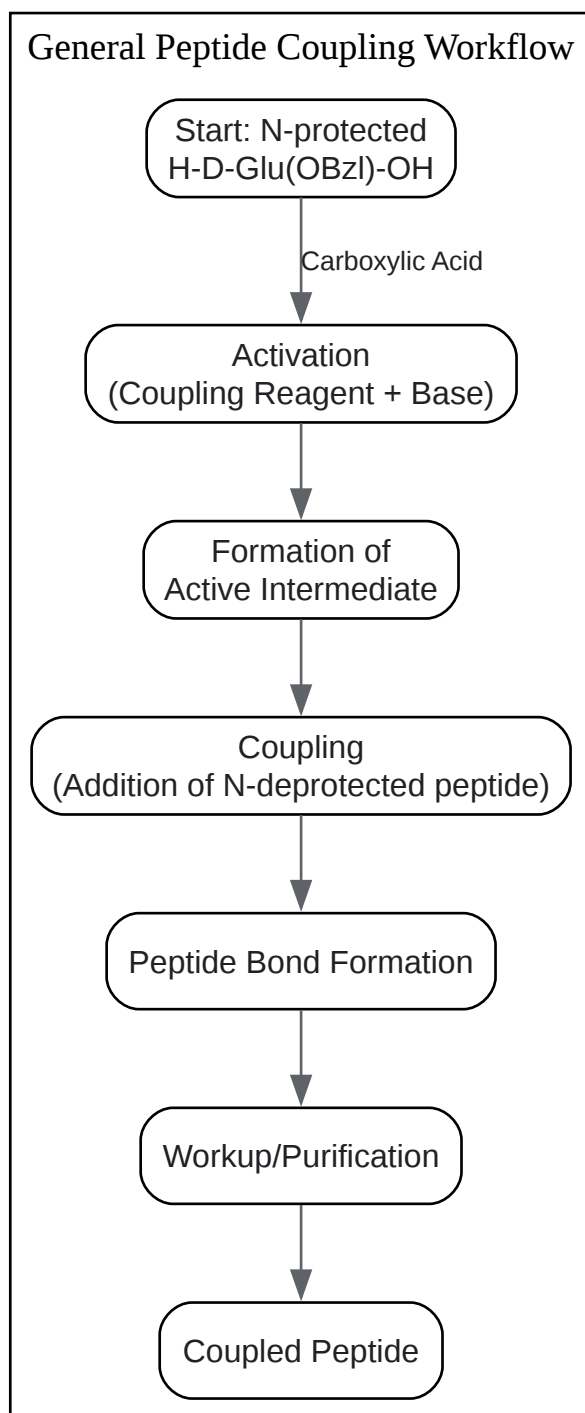 General Peptide Coupling Workflow
Start: N-protected
H-D-Glu(OBzl)-OH
Carboxylic Acid
Activation
(Coupling Reagent + Base)
Formation of
Active Intermediate
Coupling
(Addition of N-deprotected peptide)
Peptide Bond Formation
Workup/Purification
Coupled Peptide